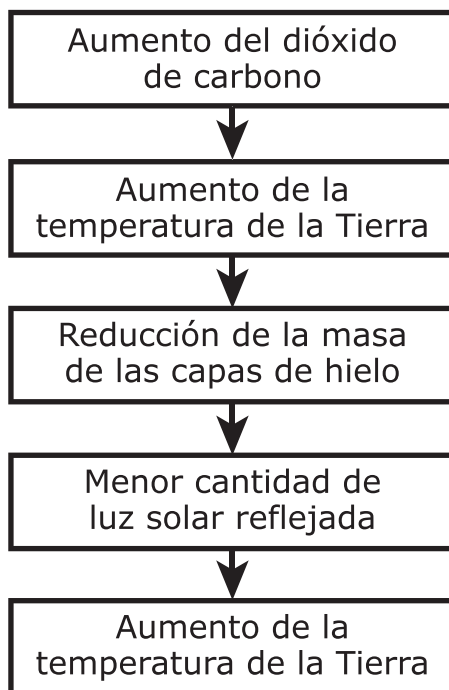 Aumento del dióxido
de carbono
Aumento de la
temperatura de la Tierra
Reducción de la masa
de las capas de hielo
Menor cantidad de
luz solar reflejada
Aumento de la
temperatura de la Tierra